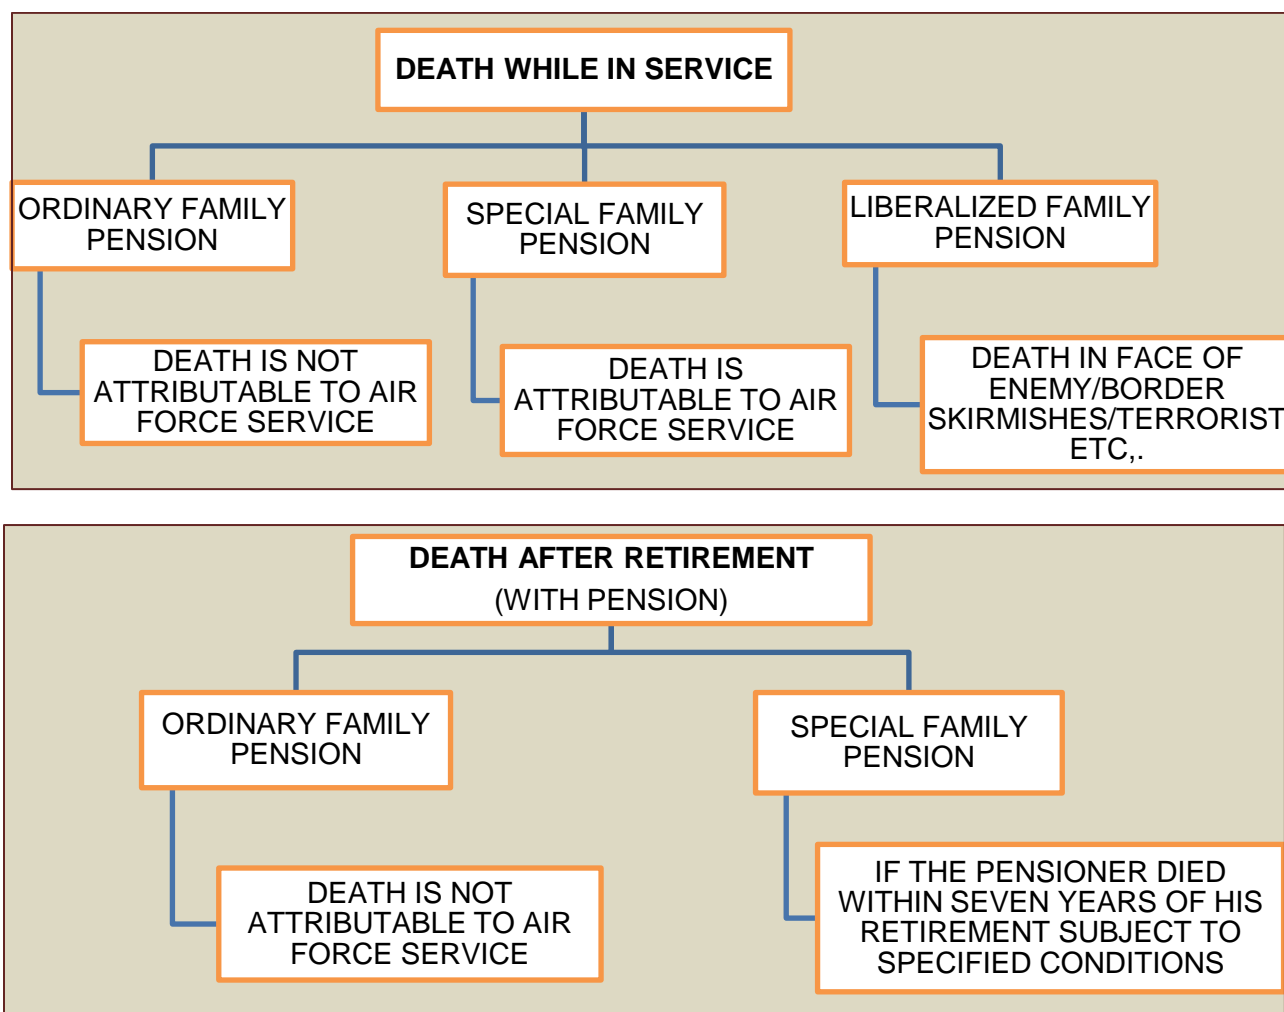 DEATH WHILE IN SERVICE
ORDINARY FAMILY
PENSION
SPECIAL FAMILY
PENSION
LIBERALIZED FAMILY
PENSION
DEATH IS NOT
ATTRIBUTABLE TO AIR
FORCE SERVICE
DEATH IS
ATTRIBUTABLE TO AIR
FORCE SERVICE
DEATH IN FACE OF
ENEMY/BORDER
SKIRMISHES/TERRORIST
ETC,.
DEATH AFTER RETIREMENT
(WITH PENSION)
ORDINARY FAMILY
PENSION
SPECIAL FAMILY
PENSION
DEATH IS NOT
ATTRIBUTABLE TO AIR
FORCE SERVICE
IF THE PENSIONER DIED
WITHIN SEVEN YEARS OF HIS
RETIREMENT SUBJECT TO
SPECIFIED CONDITIONS